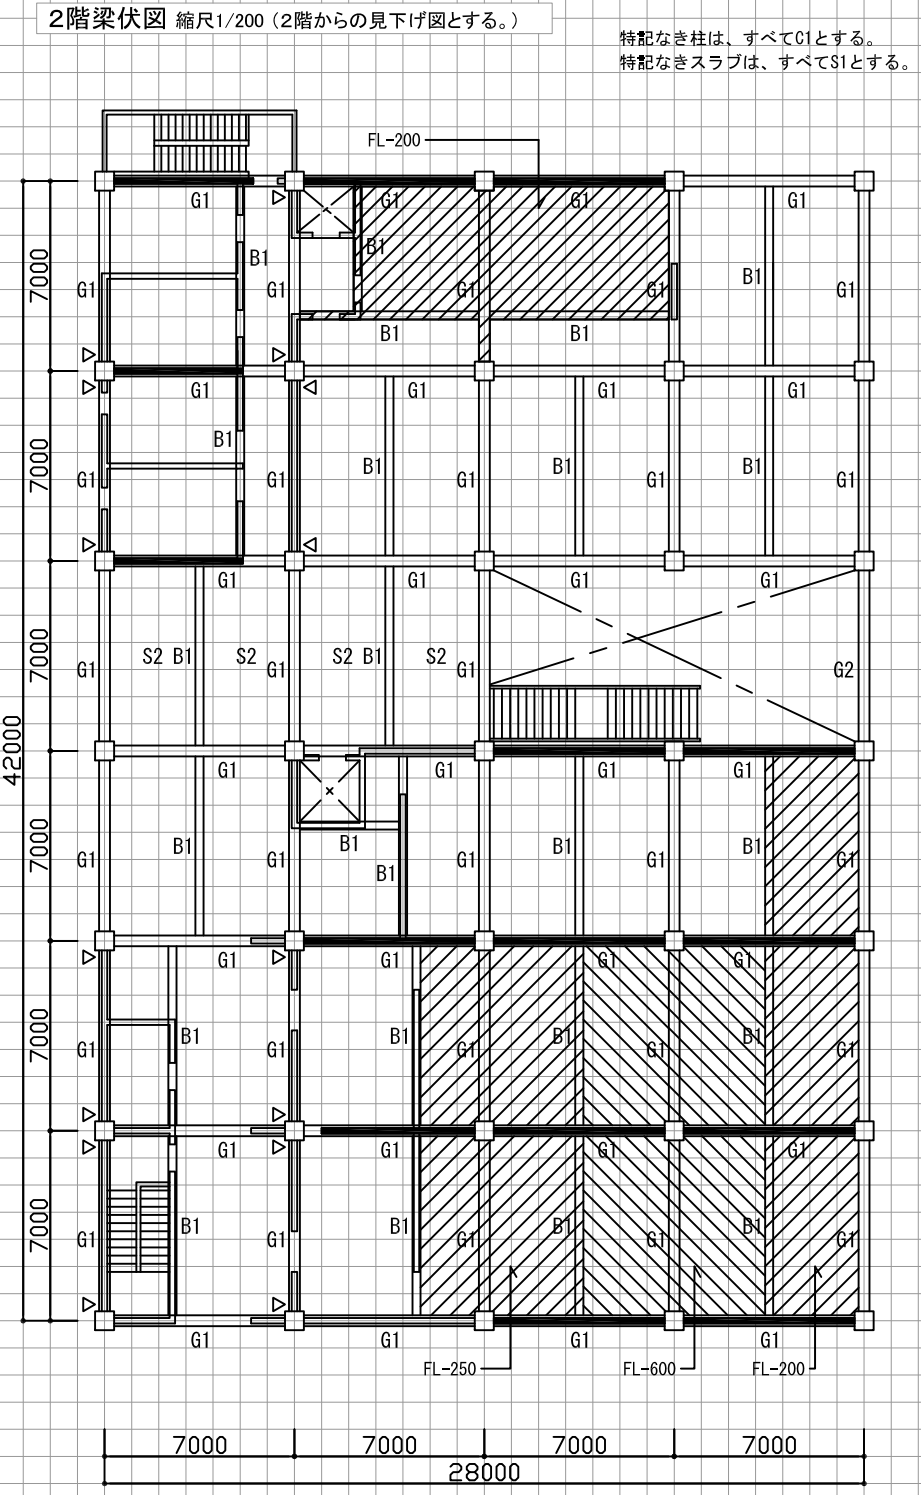 2階梁伏図 縮尺1/200（2階からの見下げ図とする。）
特記なき柱は、すべてC1とする。
特記なきスラブは、すべてS1とする。
FL-200
G1 G1 G1 G1
7000 G1 B1 G1 B1 G1 G1 B1 G1
B1 B1
G1 G1 G1 G1
7000 G1 B1 G1 B1 G1 B1 G1 B1 G1
G1 G1 G1 G1
7000 G1 S2 B1 S2 G1 S2 B1 S2 G1 G2
42000
G1 G1 G1 G1
7000 G1 B1 G1 B1 B1 G1 B1 G1 B1 G1
G1 G1 G1 G1
7000 G1 B1 G1 B1 G1 B1 G1 B1 G1
G1 G1 G1 G1
7000 G1 B1 G1 B1 G1 B1 G1 B1 G1
G1 G1 G1 G1
FL-250 FL-600 FL-200
7000 7000 7000 7000
28000